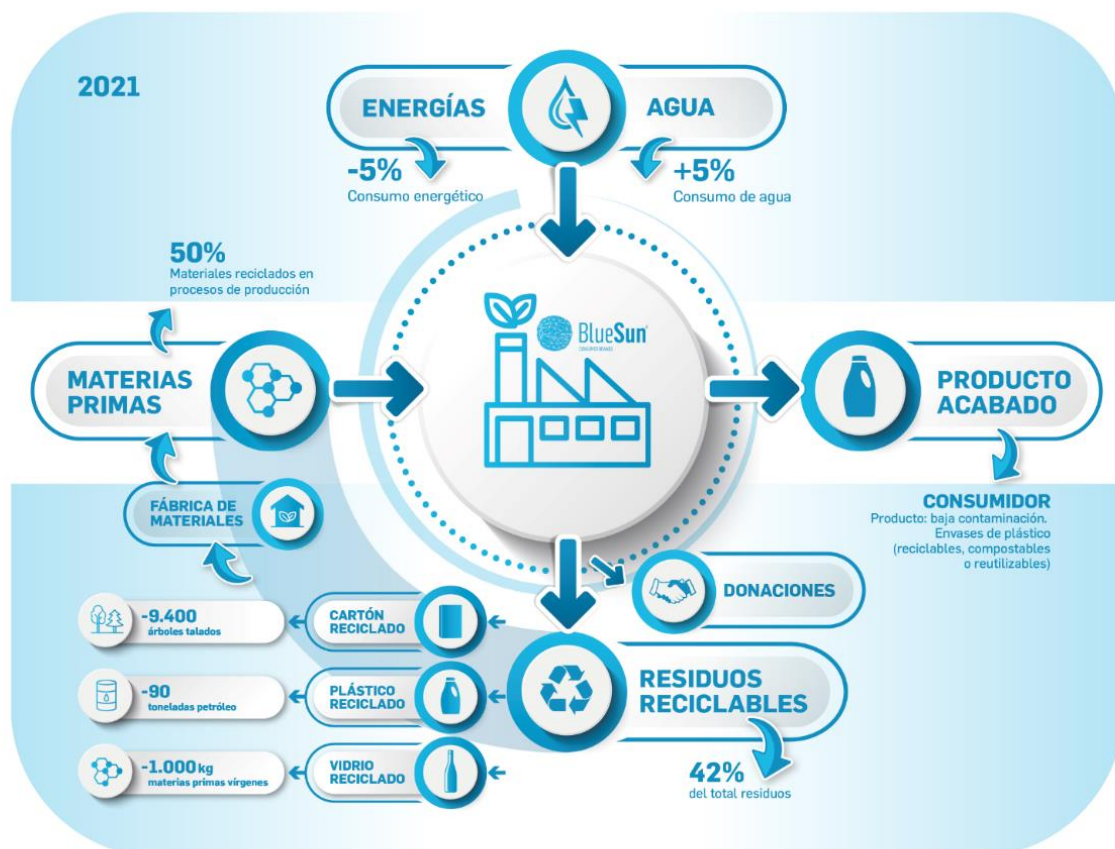 2021
ENERGÍAS
AGUA
-5%
Consumo energético
+5%
Consumo de agua
50%
Materiales reciclados en
procesos de producción
MATERIAS
PRIMAS
BlueSun
CONSUMER BRANDS
PRODUCTO
ACABADO
FÁBRICA DE
MATERIALES
CONSUMIDOR
Producto: baja contaminación.
Envases de plástico
(reciclables, compostables
o reutilizables)
DONACIONES
-9.400
árboles talados
CARTÓN
RECICLADO
-90
toneladas petróleo
PLÁSTICO
RECICLADO
-1.000 kg
materias primas vírgenes
VIDRIO
RECICLADO
RESIDUOS
RECICLABLES
42%
del total residuos